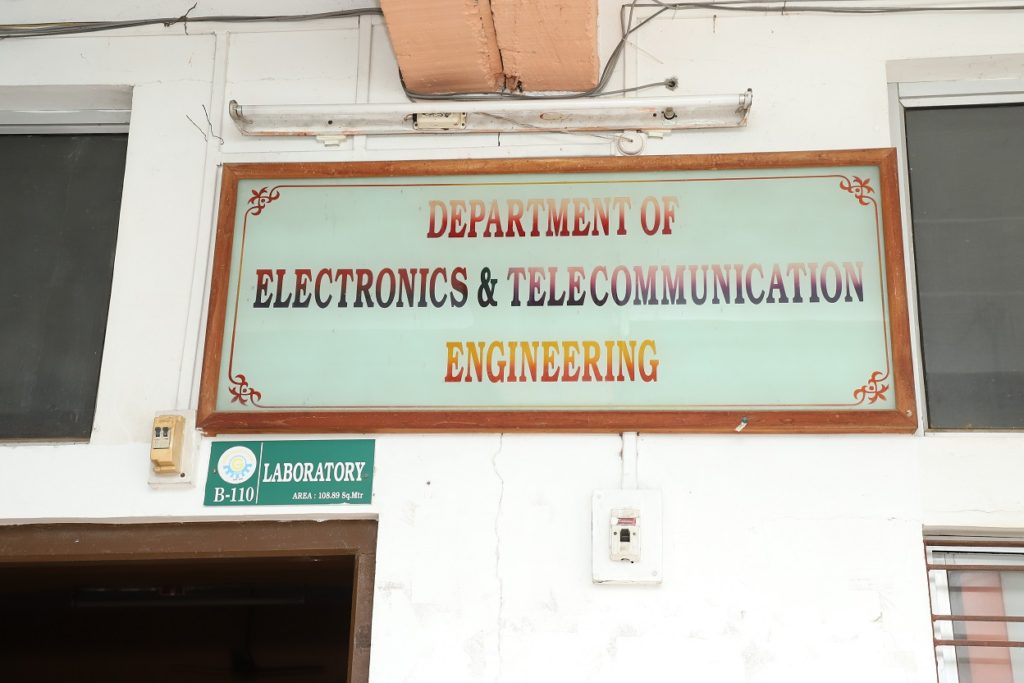 DEPARTMENT OF
ELECTRONICS & TELECOMMUNICATION
ENGINEERING
LABORATORY
B-110
AREA : 108.89 Sq.Mtr